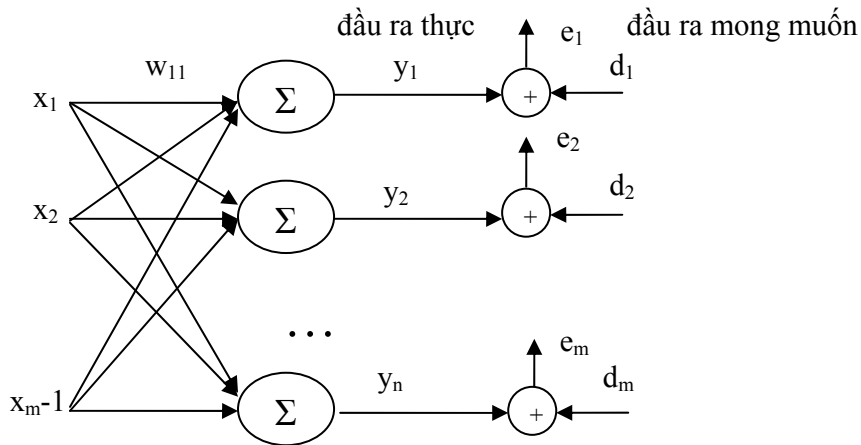 đầu ra thực e₁ đầu ra mong muốn
w₁₁ y₁ d₁
x₁ Σ +
e₂
y₂ d₂
x₂ Σ +
...
eₘ
yₙ dₘ
xₘ-1 Σ +